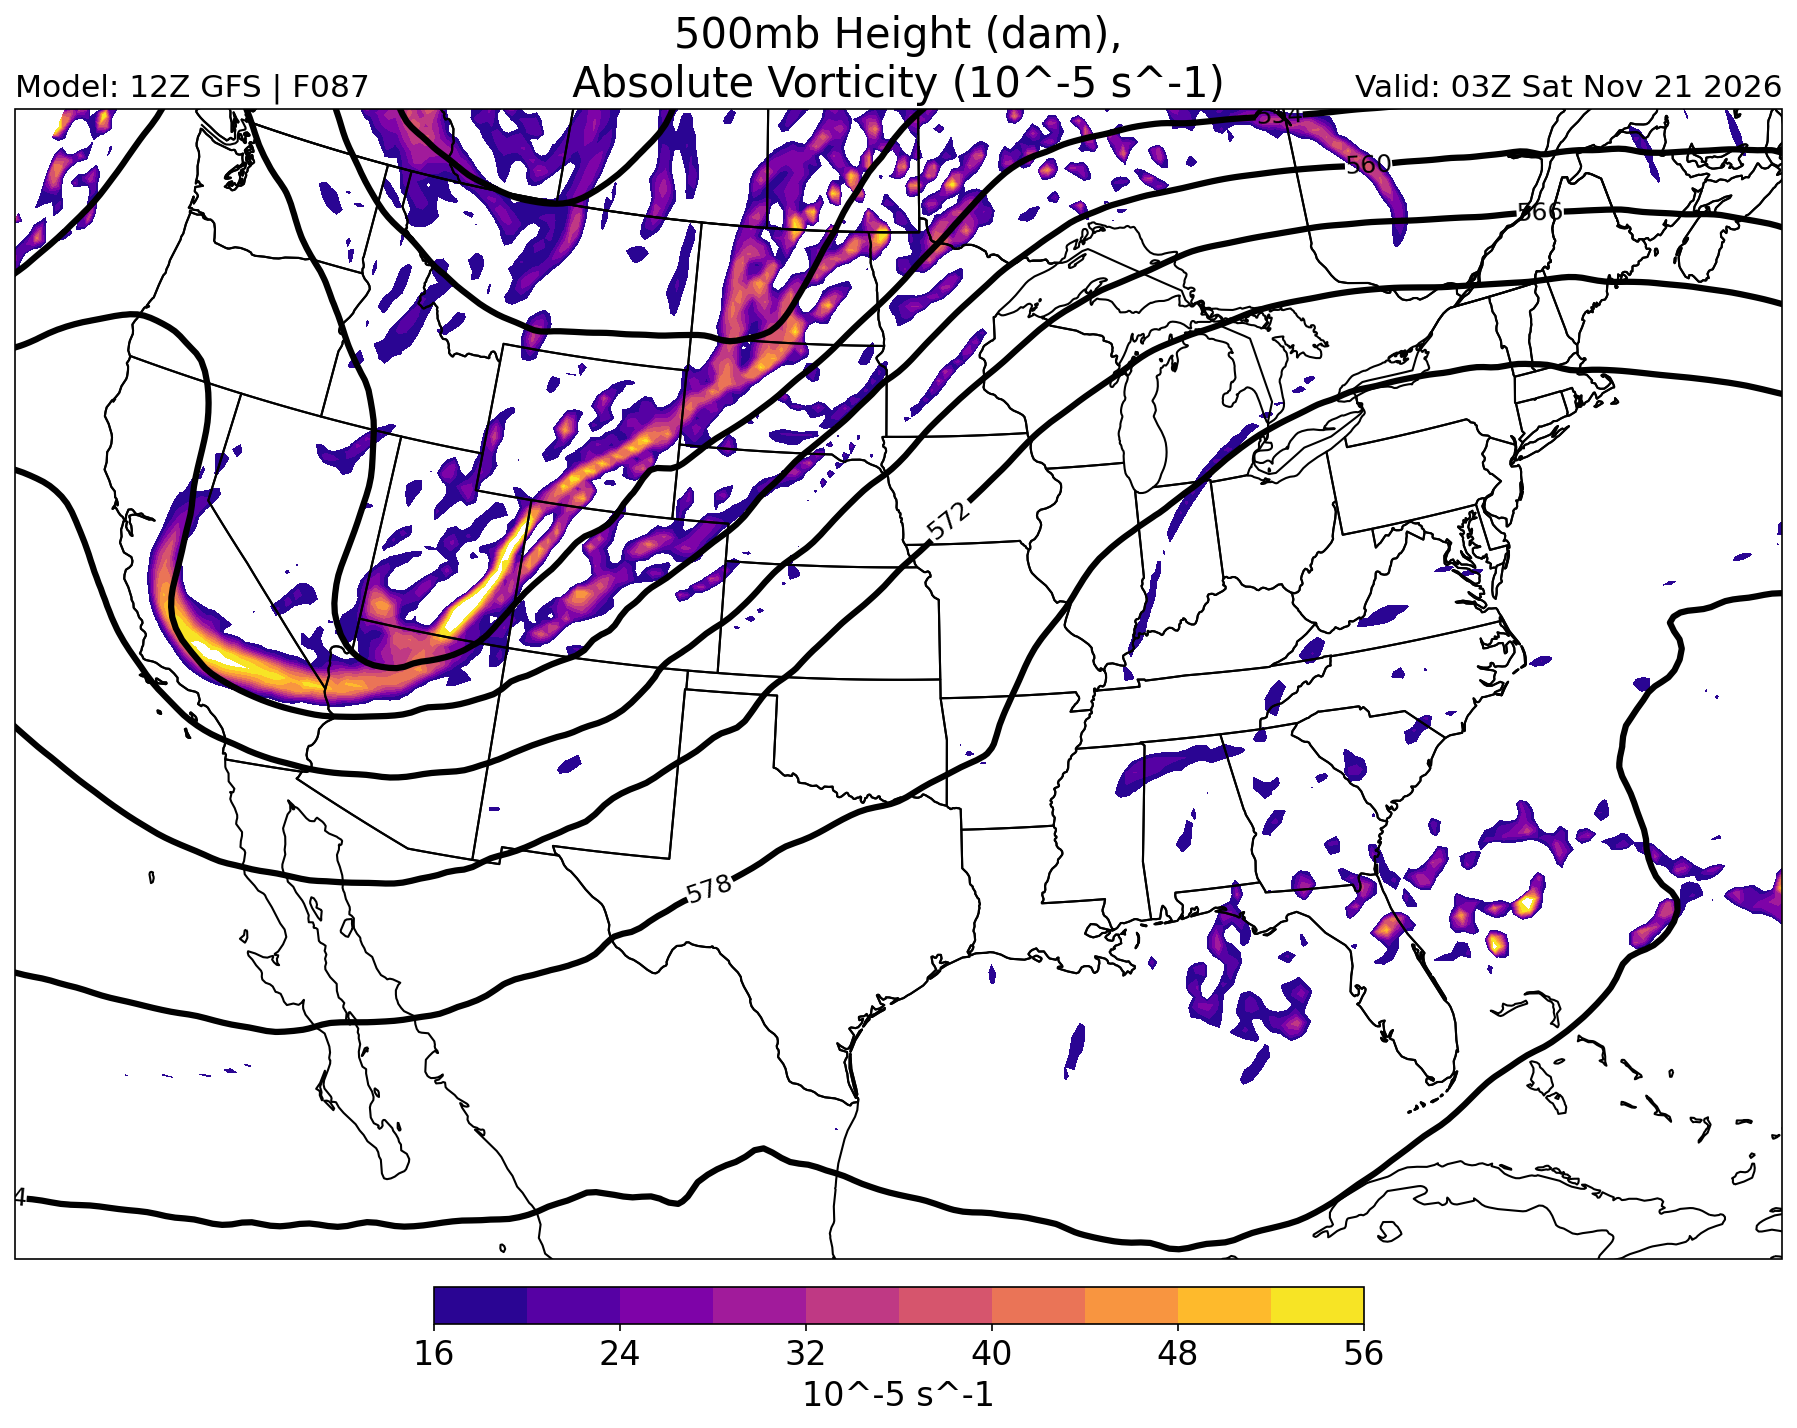 500mb Height (dam),
Absolute Vorticity (10^-5 s^-1)
Model: 12Z GFS | F087
Valid: 03Z Sat Nov 21 2026
560
566
572
578
4
16 24 32 40 48 56
10^-5 s^-1